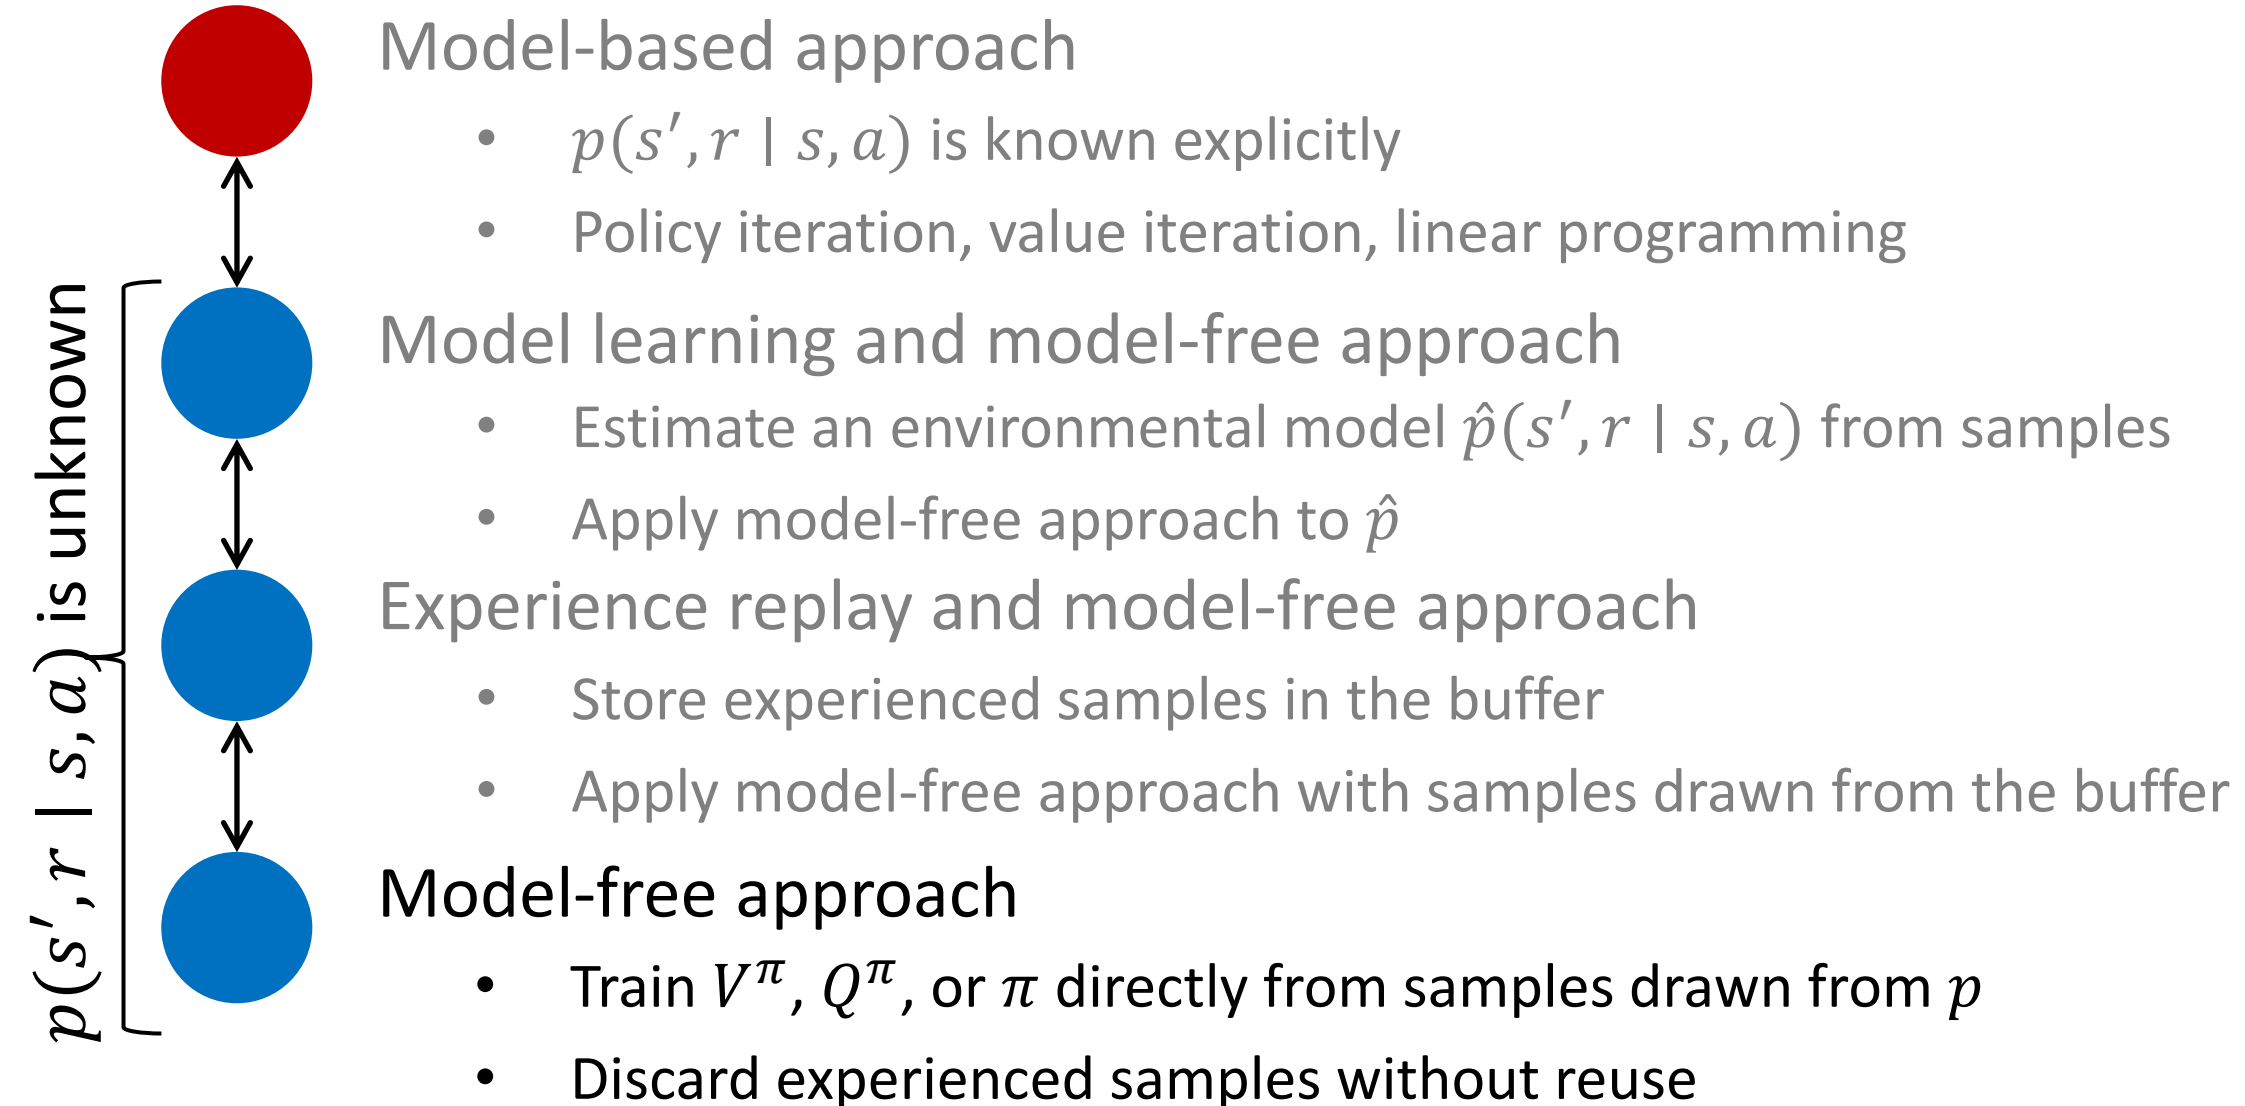 Model-based approach
• p(s′, r | s, a) is known explicitly
• Policy iteration, value iteration, linear programming
Model learning and model-free approach
• Estimate an environmental model p̂(s′, r | s, a) from samples
• Apply model-free approach to p̂
Experience replay and model-free approach
• Store experienced samples in the buffer
• Apply model-free approach with samples drawn from the buffer
Model-free approach
• Train V^π, Q^π, or π directly from samples drawn from p
• Discard experienced samples without reuse
p(s′, r | s, a) is unknown